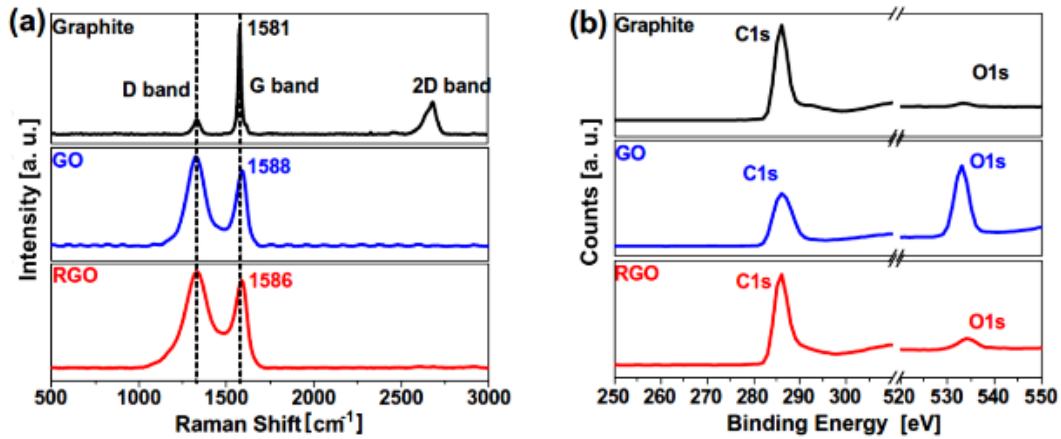 (a)
Graphite
1581
D band
G band
2D band
GO
1588
RGO
1586
Intensity [a. u.]
500 1000 1500 2000 2500 3000
Raman Shift [cm⁻¹]
(b)
Graphite
C1s
O1s
GO
C1s
O1s
RGO
C1s
O1s
Counts [a. u.]
250 260 270 280 290 300 530 540 550
Binding Energy [eV]